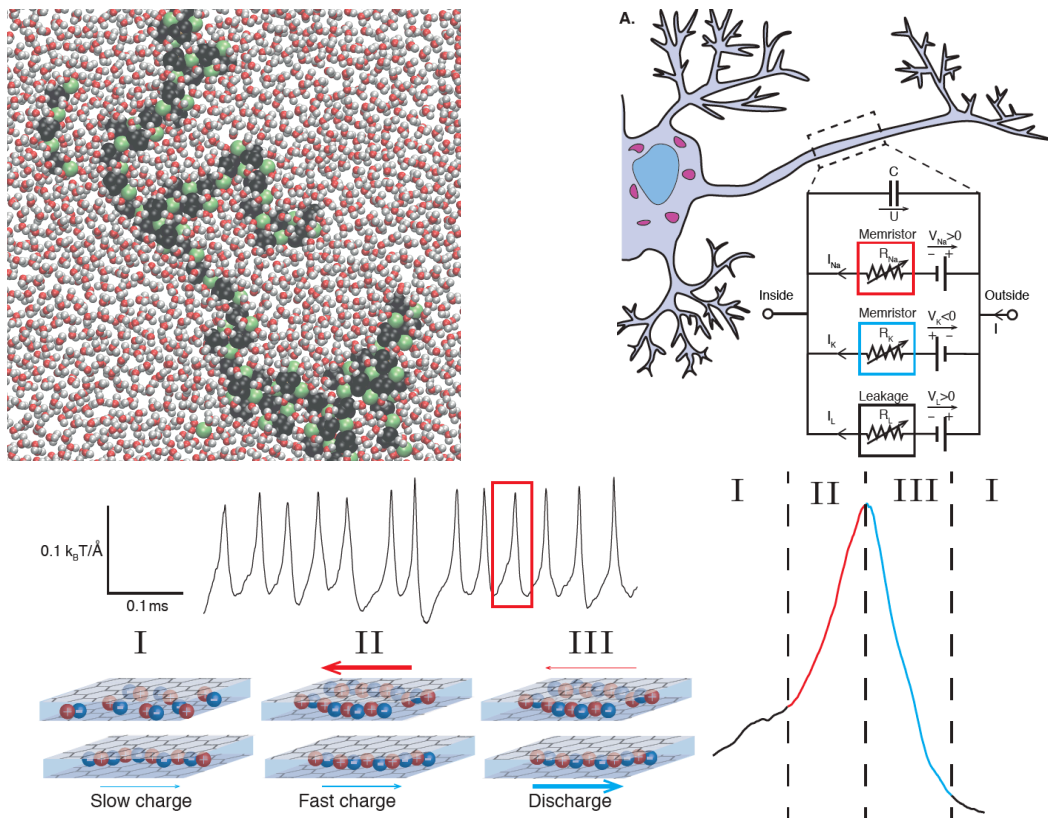 A.
C
U
Memristor
V_Na>0
I_Na
R_Na
− +
Inside
Outside
I
Memristor
V_K<0
I_K
R_K
+ −
Leakage
V_L>0
I_L
R_L
− +
0.1 k_BT/Å
0.1 ms
I II III
Slow charge Fast charge Discharge
I II III I